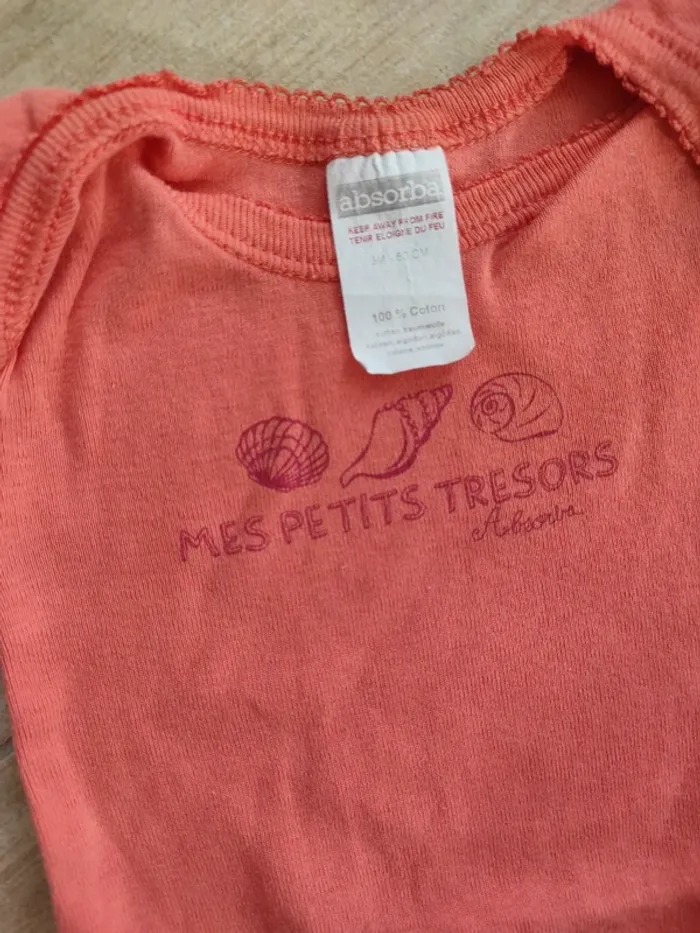 absorba
KEEP AWAY FROM FIRE
TENIR ELOIGNE DU FEU
100 % Coton
MES PETITS TRESORS
Absorba